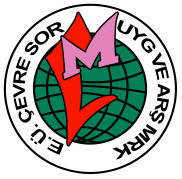 E.Ü. ÇEVRE SOR
UYG VE ARŞ MRK
M